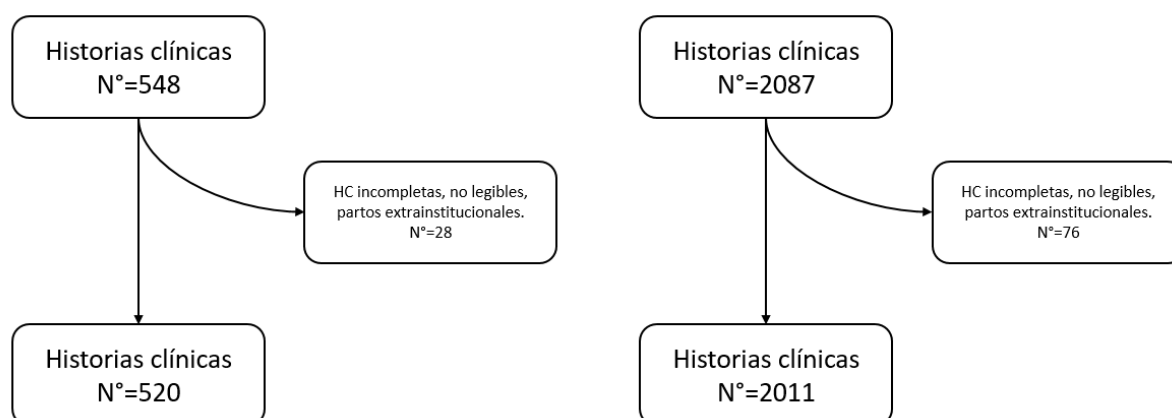 Historias clínicas
N°=548
HC incompletas, no legibles,
partos extrainstitucionales.
N°=28
Historias clínicas
N°=520
Historias clínicas
N°=2087
HC incompletas, no legibles,
partos extrainstitucionales.
N°=76
Historias clínicas
N°=2011